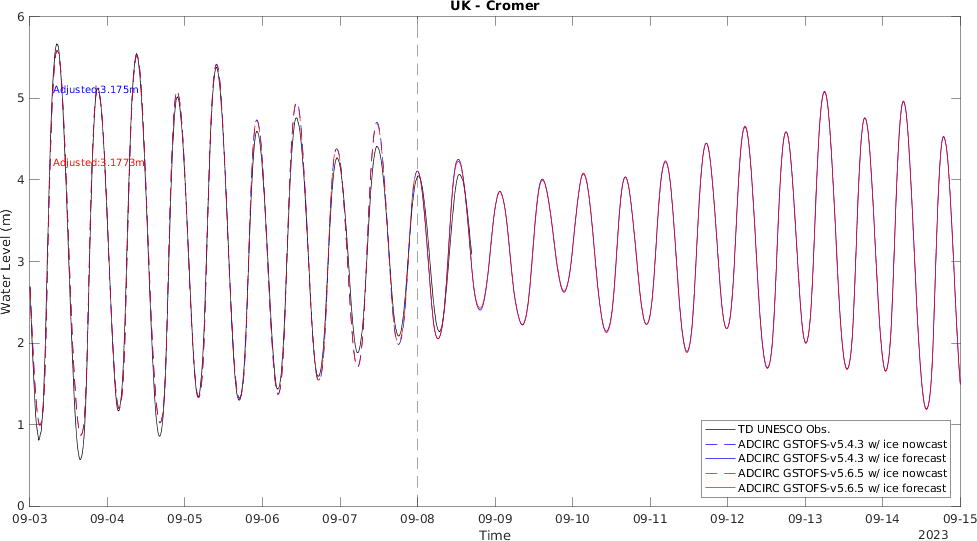 UK - Cromer
6
5
4
3
2
1
0
Water Level (m)
Adjusted:3.175m
Adjusted:3.1773m
TD UNESCO Obs.
ADCIRC GSTOFS-v5.4.3 w/ ice nowcast
ADCIRC GSTOFS-v5.4.3 w/ ice forecast
ADCIRC GSTOFS-v5.6.5 w/ ice nowcast
ADCIRC GSTOFS-v5.6.5 w/ ice forecast
09-03 09-04 09-05 09-06 09-07 09-08 09-09 09-10 09-11 09-12 09-13 09-14 09-15
Time
2023